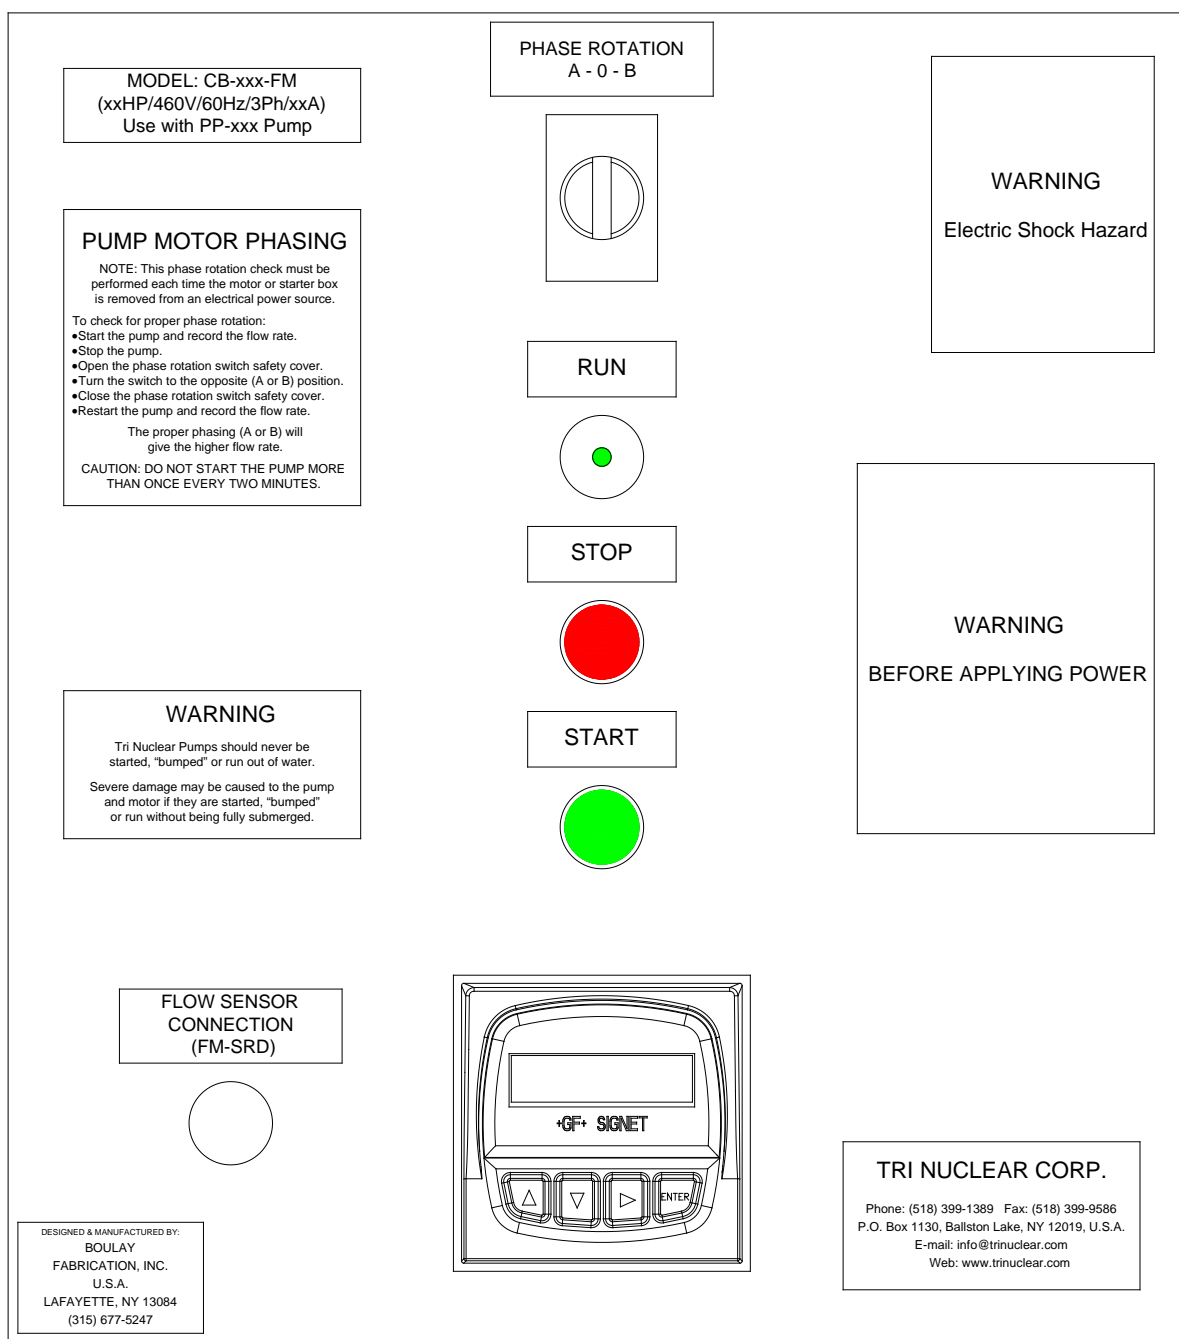 PHASE ROTATION
A - 0 - B
MODEL: CB-xxx-FM
(xxHP/460V/60Hz/3Ph/xxA)
Use with PP-xxx Pump
WARNING
Electric Shock Hazard
PUMP MOTOR PHASING
NOTE: This phase rotation check must be
performed each time the motor or starter box
is removed from an electrical power source.
To check for proper phase rotation:
•Start the pump and record the flow rate.
•Stop the pump.
•Open the phase rotation switch safety cover.
•Turn the switch to the opposite (A or B) position.
•Close the phase rotation switch safety cover.
•Restart the pump and record the flow rate.
The proper phasing (A or B) will
give the higher flow rate.
CAUTION: DO NOT START THE PUMP MORE
THAN ONCE EVERY TWO MINUTES.
RUN
STOP
WARNING
BEFORE APPLYING POWER
WARNING
Tri Nuclear Pumps should never be
started, “bumped” or run out of water.
Severe damage may be caused to the pump
and motor if they are started, “bumped”
or run without being fully submerged.
START
FLOW SENSOR
CONNECTION
(FM-SRD)
+GF+ SIGNET
ENTER
TRI NUCLEAR CORP.
Phone: (518) 399-1389 Fax: (518) 399-9586
P.O. Box 1130, Ballston Lake, NY 12019, U.S.A.
E-mail: info@trinuclear.com
Web: www.trinuclear.com
DESIGNED & MANUFACTURED BY:
BOULAY
FABRICATION, INC.
U.S.A.
LAFAYETTE, NY 13084
(315) 677-5247